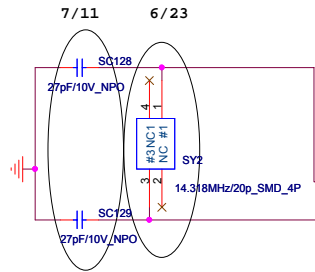 7/11 6/23
SC128
27pF/10V_NPO
4 1
#3NC1
NC #1
SY2
3 2
14.318MHz/20p_SMD_4P
SC129
27pF/10V_NPO